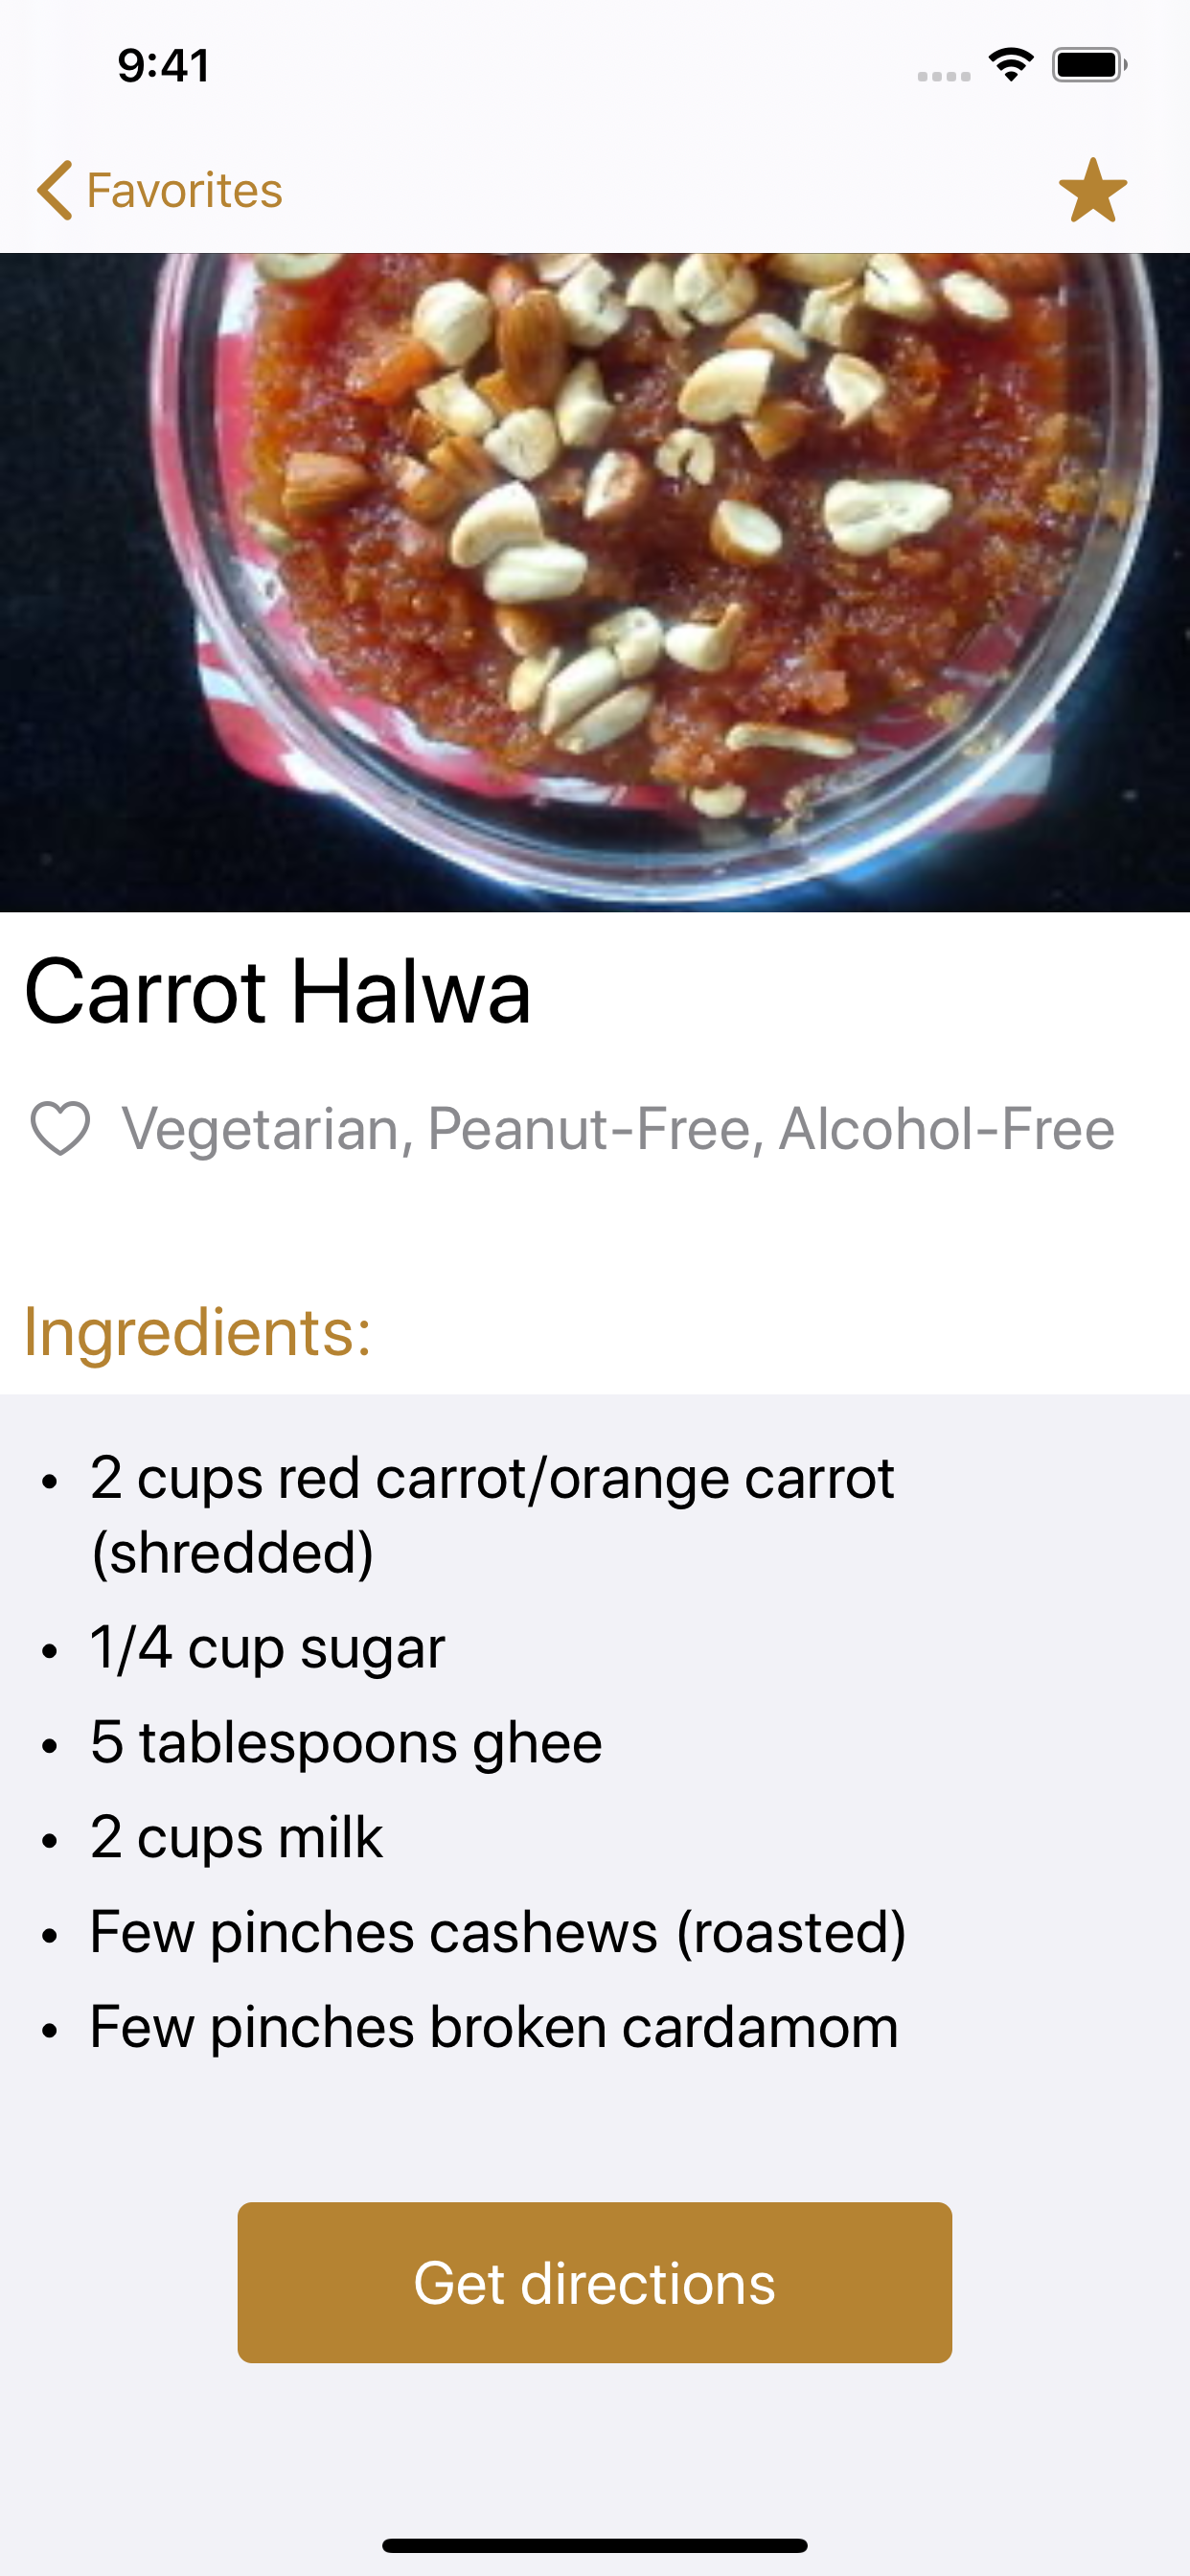 9:41
Favorites
Carrot Halwa
Vegetarian, Peanut-Free, Alcohol-Free
Ingredients:
• 2 cups red carrot/orange carrot
(shredded)
• 1/4 cup sugar
• 5 tablespoons ghee
• 2 cups milk
• Few pinches cashews (roasted)
• Few pinches broken cardamom
Get directions